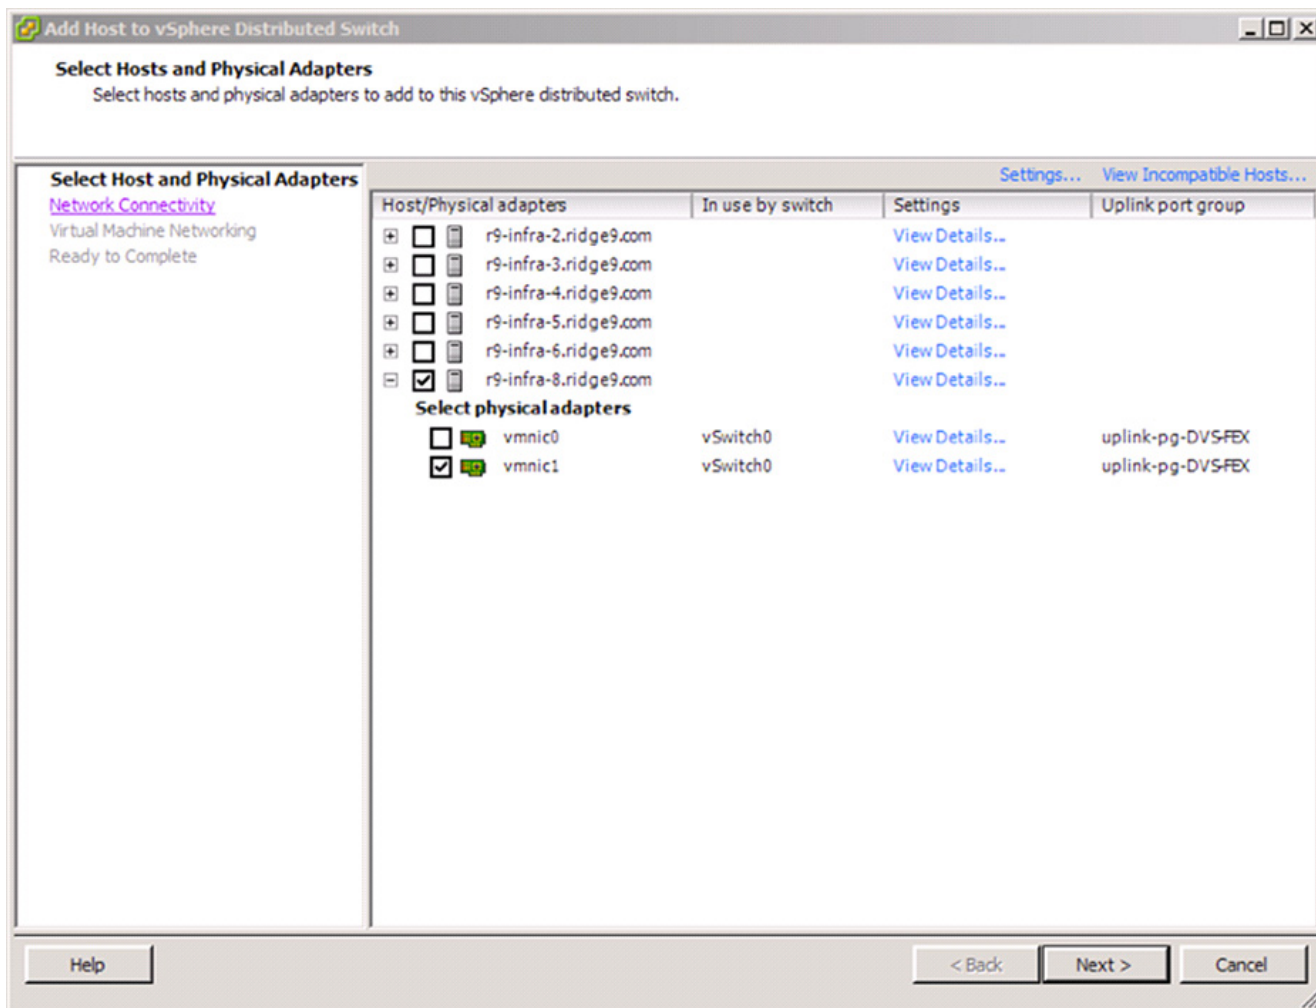 Add Host to vSphere Distributed Switch
Select Hosts and Physical Adapters
Select hosts and physical adapters to add to this vSphere distributed switch.
Select Host and Physical Adapters
Network Connectivity
Virtual Machine Networking
Ready to Complete
Settings... View Incompatible Hosts...
Host/Physical adapters In use by switch Settings Uplink port group
r9-infra-2.ridge9.com View Details...
r9-infra-3.ridge9.com View Details...
r9-infra-4.ridge9.com View Details...
r9-infra-5.ridge9.com View Details...
r9-infra-6.ridge9.com View Details...
r9-infra-8.ridge9.com View Details...
Select physical adapters
vmnic0 vSwitch0 View Details... uplink-pg-DVS-FEX
vmnic1 vSwitch0 View Details... uplink-pg-DVS-FEX
Help < Back Next > Cancel